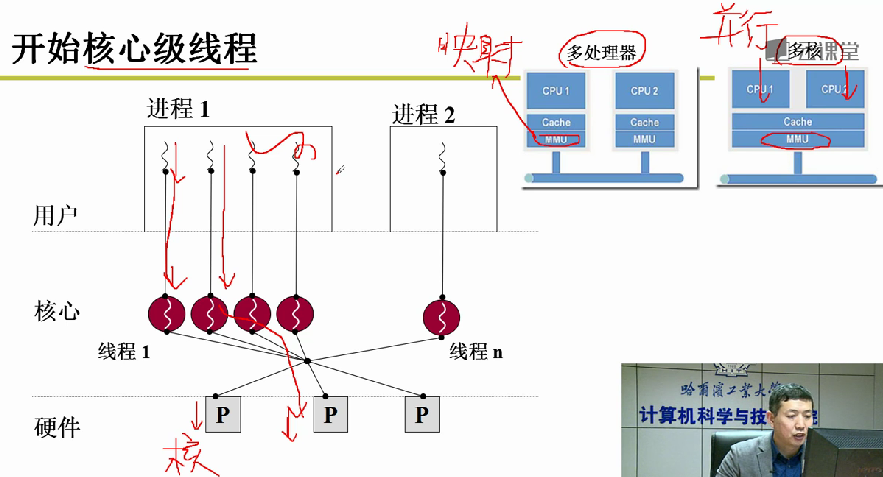 开始核心级线程
映射
多处理器
并行
多核
课堂
CPU 1
CPU 2
CPU 1
CPU 2
Cache
Cache
Cache
MMU
MMU
MMU
进程 1
进程 2
用户
核心
线程 1
线程 n
硬件
P
P
P
核
哈尔滨工业大学
计算机科学与技
院